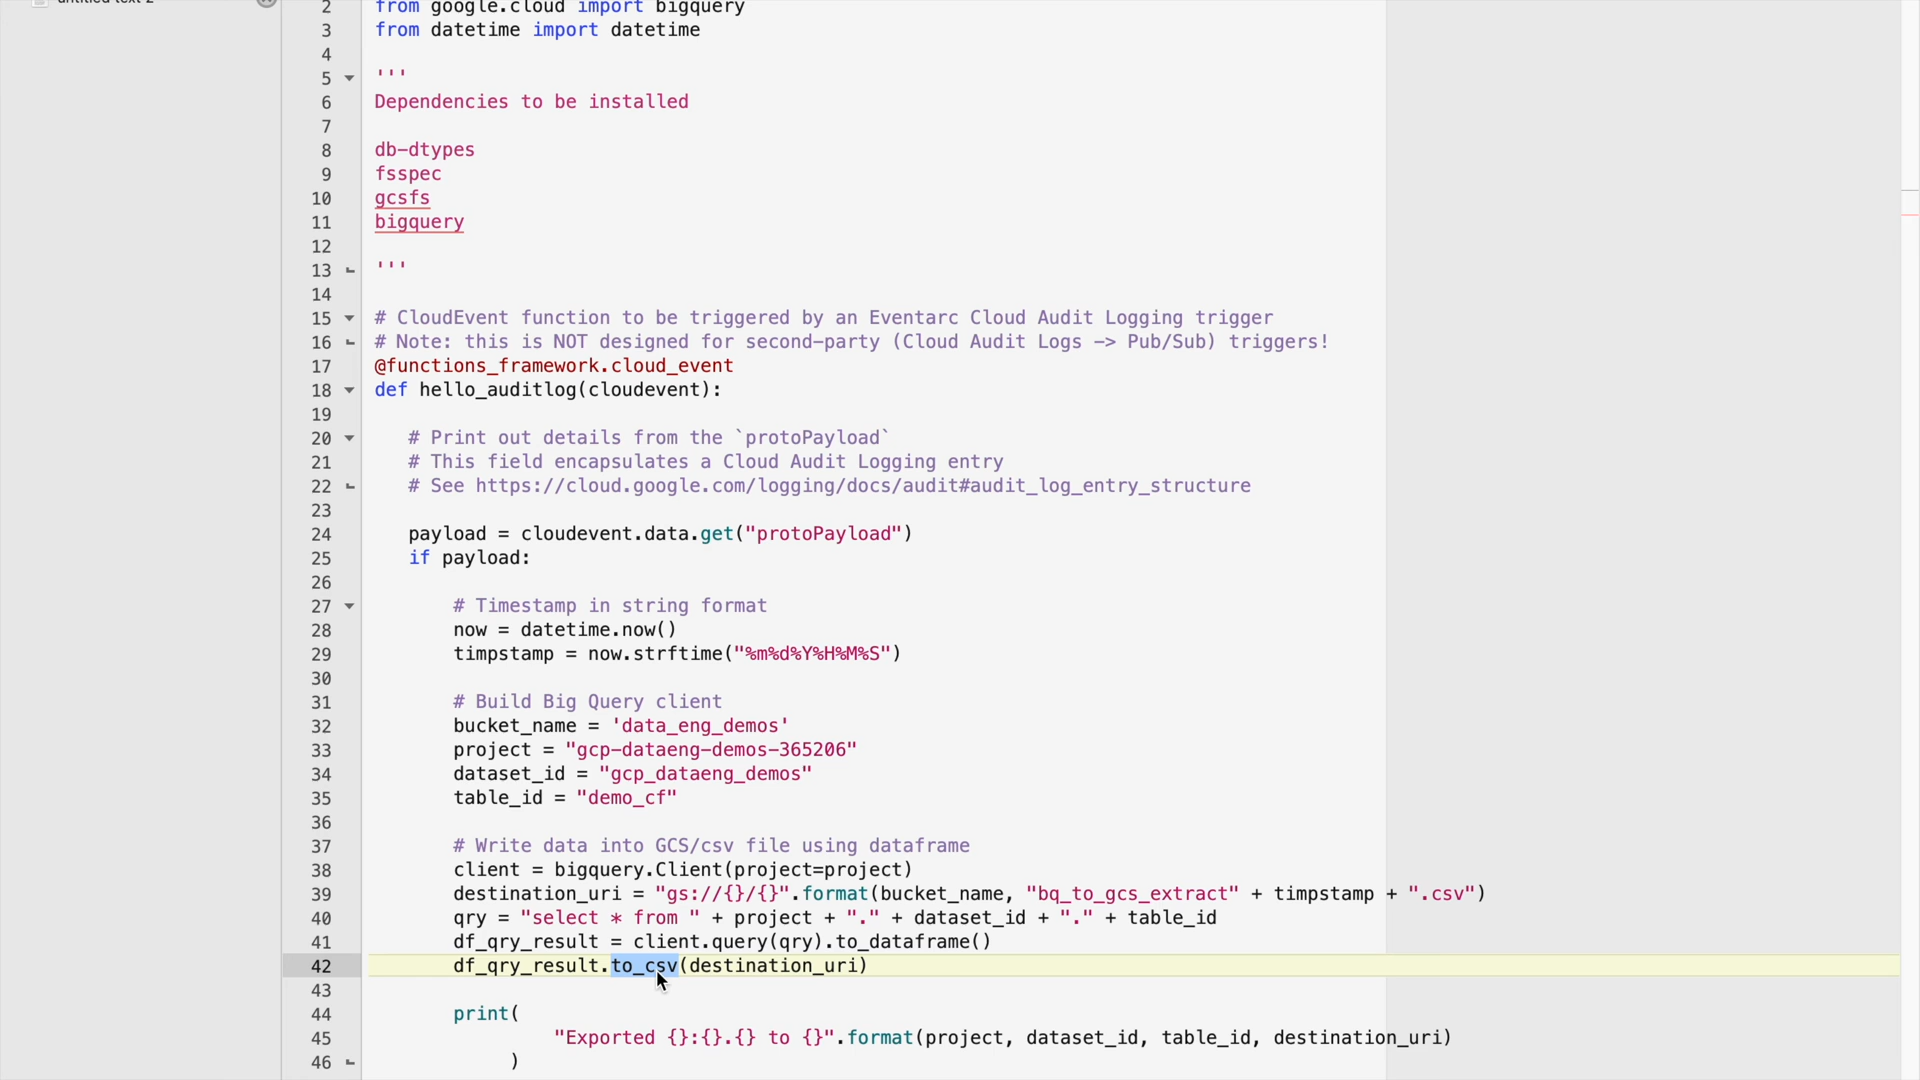 2 from google.cloud import bigquery
3 from datetime import datetime
4
5 '''
6 Dependencies to be installed
7
8 db-dtypes
9 fsspec
10 gcsfs
11 bigquery
12
13 '''
14
15 # CloudEvent function to be triggered by an Eventarc Cloud Audit Logging trigger
16 # Note: this is NOT designed for second-party (Cloud Audit Logs -> Pub/Sub) triggers!
17 @functions_framework.cloud_event
18 def hello_auditlog(cloudevent):
19
20 # Print out details from the `protoPayload`
21 # This field encapsulates a Cloud Audit Logging entry
22 # See https://cloud.google.com/logging/docs/audit#audit_log_entry_structure
23
24 payload = cloudevent.data.get("protoPayload")
25 if payload:
26
27 # Timestamp in string format
28 now = datetime.now()
29 timpstamp = now.strftime("%m%d%Y%H%M%S")
30
31 # Build Big Query client
32 bucket_name = 'data_eng_demos'
33 project = "gcp-dataeng-demos-365206"
34 dataset_id = "gcp_dataeng_demos"
35 table_id = "demo_cf"
36
37 # Write data into GCS/csv file using dataframe
38 client = bigquery.Client(project=project)
39 destination_uri = "gs://{}/{}".format(bucket_name, "bq_to_gcs_extract" + timpstamp + ".csv")
40 qry = "select * from " + project + "." + dataset_id + "." + table_id
41 df_qry_result = client.query(qry).to_dataframe()
42 df_qry_result.to_csv(destination_uri)
43
44 print(
45 "Exported {}:{}.{} to {}".format(project, dataset_id, table_id, destination_uri)
46 )